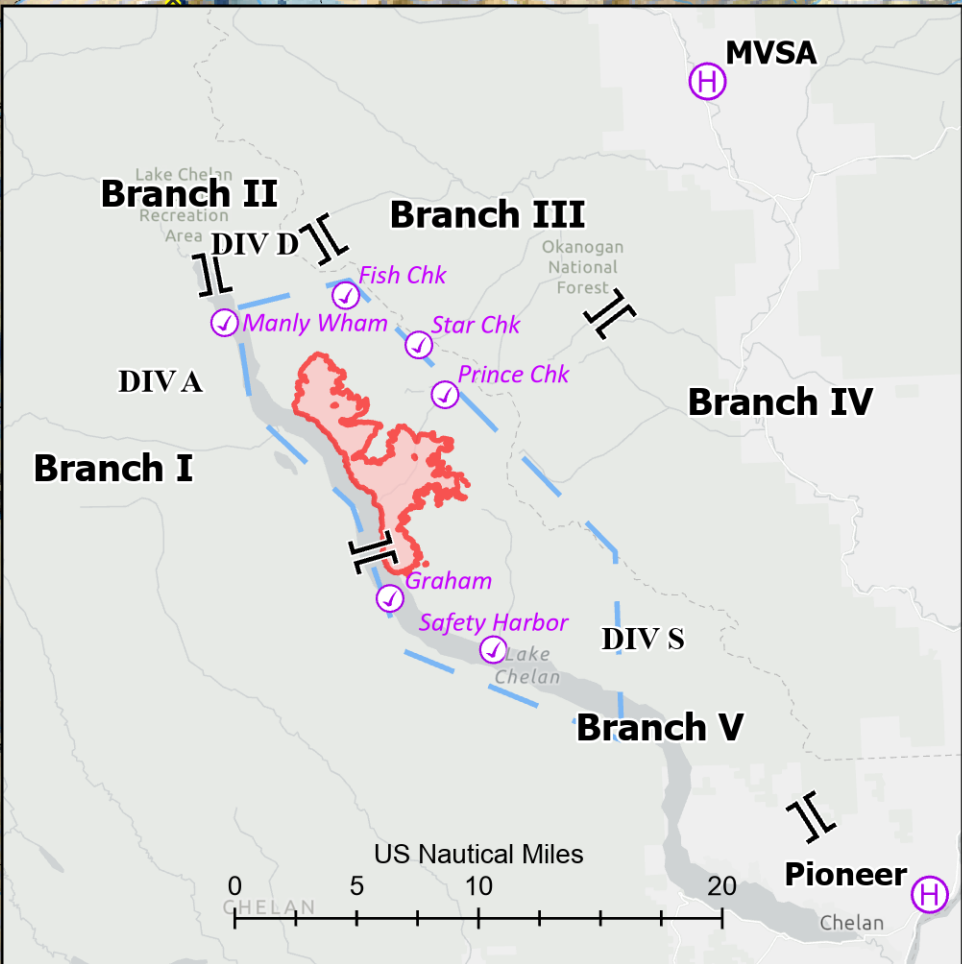 MVSA
H
Lake Chelan
Branch II
Recreation
Area
Branch III
DIV D
Okanogan
National
Forest
Fish Chk
Manly Wham
Star Chk
DIV A
Prince Chk
Branch IV
Branch I
Graham
Safety Harbor
DIV S
Lake
Chelan
Branch V
US Nautical Miles
0 5 10 20
CHELAN
Pioneer
H
Chelan